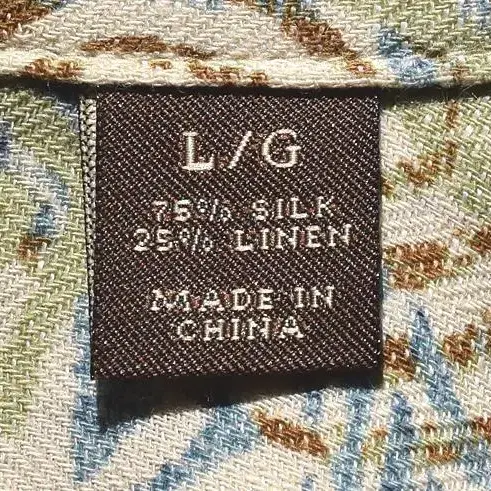 L/G
75% SILK
25% LINEN
MADE IN
CHINA